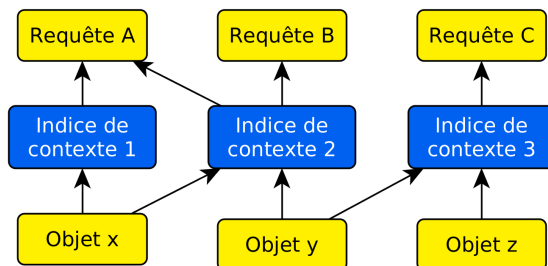 Requête A
Requête B
Requête C
Indice de
contexte 1
Indice de
contexte 2
Indice de
contexte 3
Objet x
Objet y
Objet z